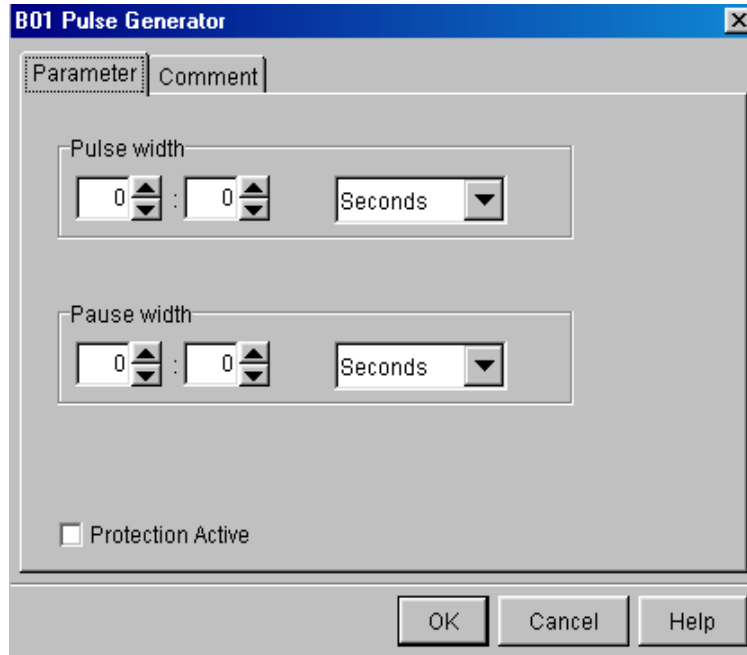 B01 Pulse Generator
Parameter Comment
Pulse width
0 : 0 Seconds
Pause width
0 : 0 Seconds
Protection Active
OK Cancel Help